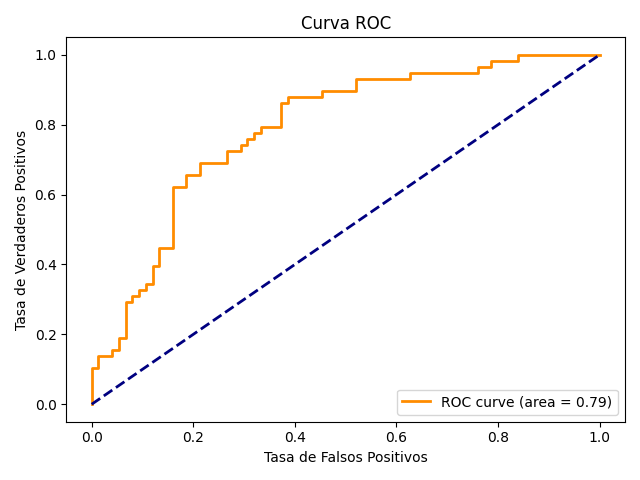 Curva ROC
Tasa de Verdaderos Positivos
1.0
0.8
0.6
0.4
0.2
0.0
0.0 0.2 0.4 0.6 0.8 1.0
Tasa de Falsos Positivos
ROC curve (area = 0.79)